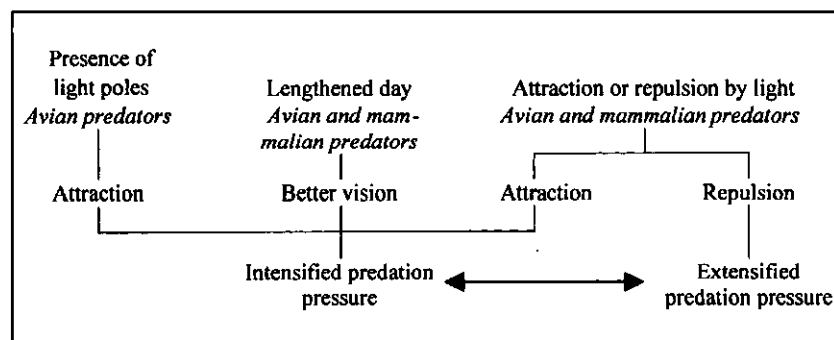 Presence of
light poles
Avian predators
Lengthened day
Avian and mam-
malian predators
Attraction or repulsion by light
Avian and mammalian predators
Attraction
Better vision
Attraction
Repulsion
Intensified predation
pressure
Extensified
predation pressure